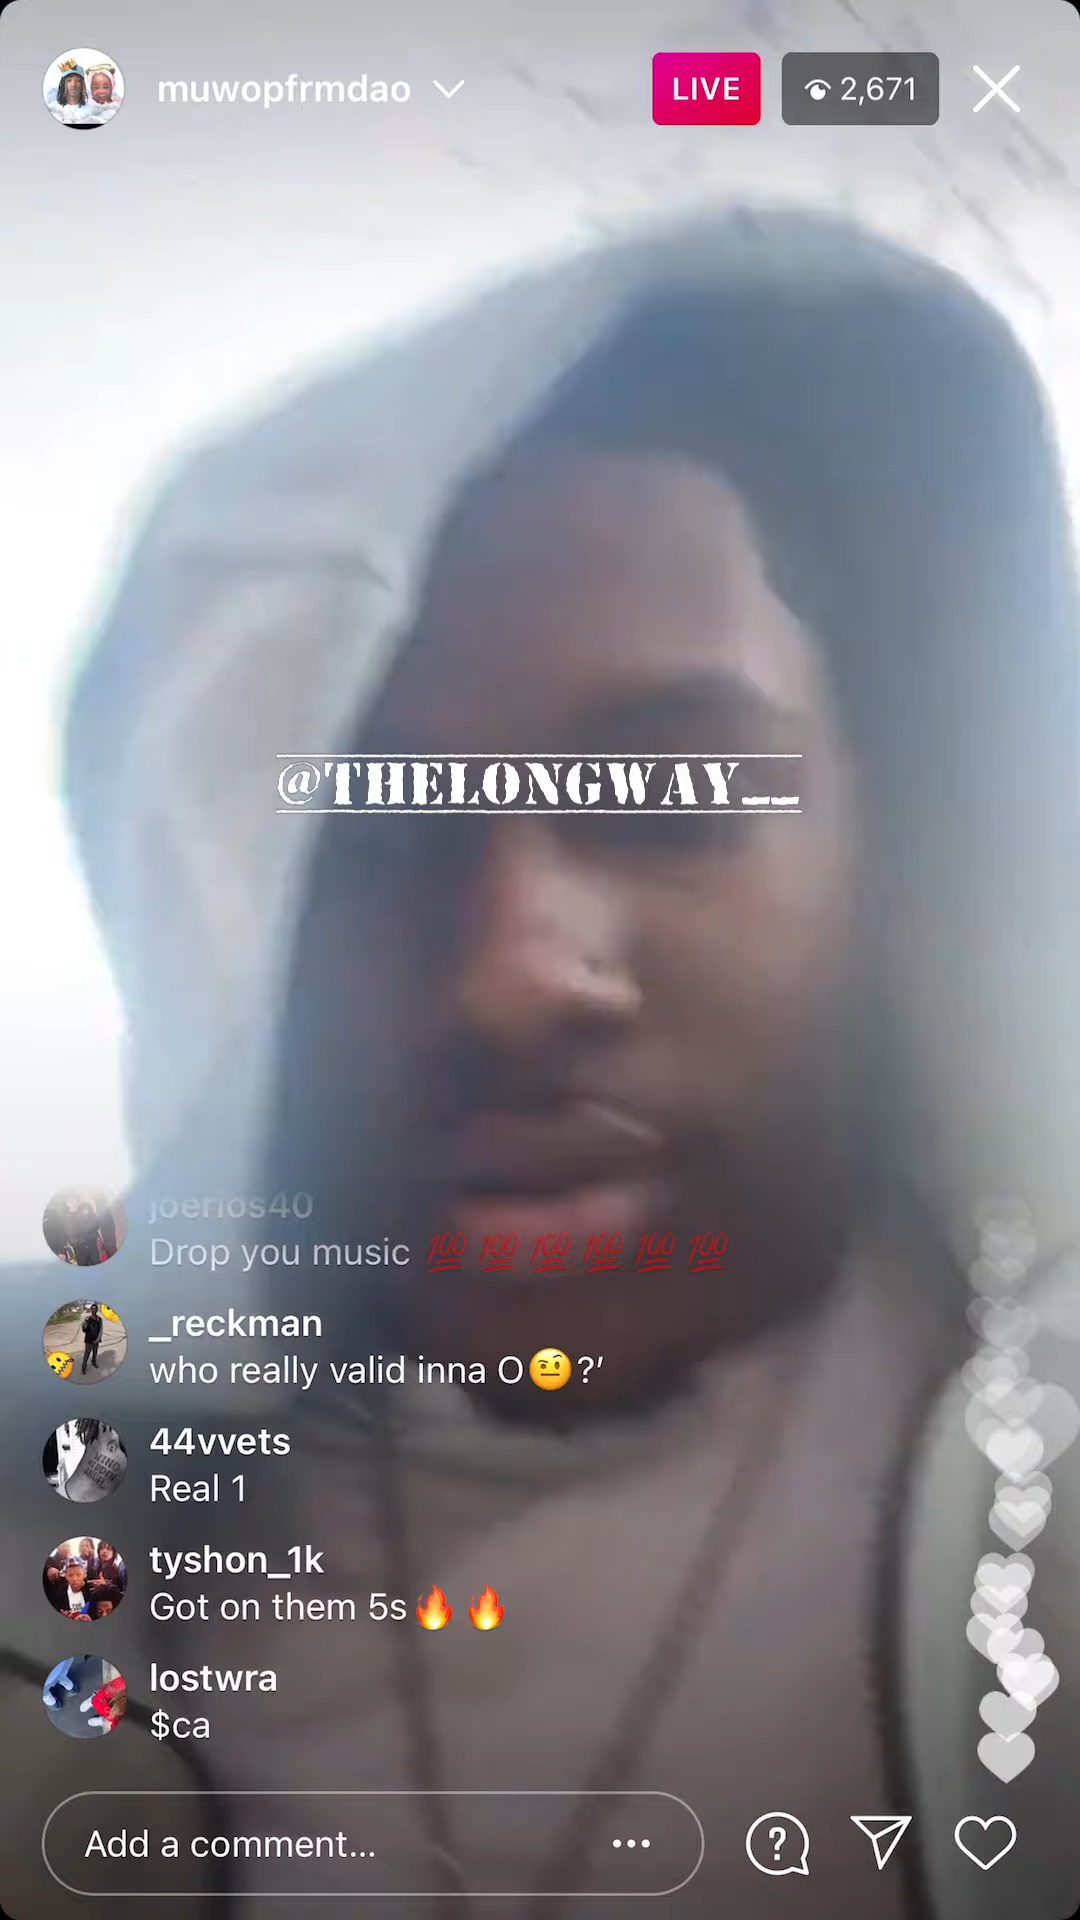 muwopfrmdao
LIVE
2,671
@THELONGWAY__
joerios40
Drop you music 💯 💯 💯 💯 💯 💯
_reckman
who really valid inna O🤨?'
44vvets
Real 1
tyshon_1k
Got on them 5s🔥 🔥
lostwra
$ca
Add a comment...